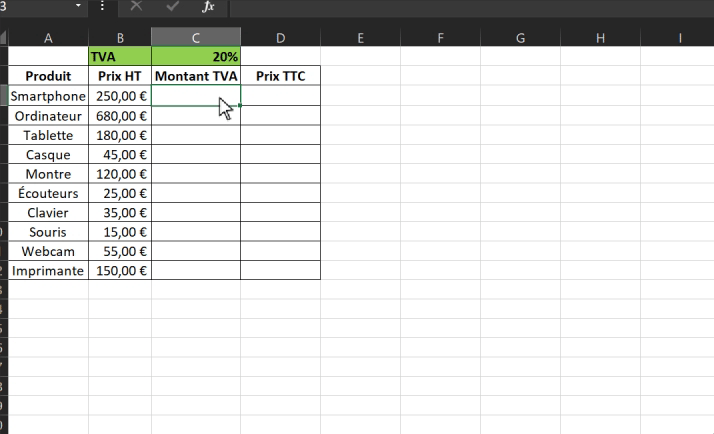 3 fx
A B C D E F G H I
TVA 20%
Produit Prix HT Montant TVA Prix TTC
Smartphone 250,00 €
Ordinateur 680,00 €
Tablette 180,00 €
Casque 45,00 €
Montre 120,00 €
Écouteurs 25,00 €
Clavier 35,00 €
Souris 15,00 €
Webcam 55,00 €
Imprimante 150,00 €